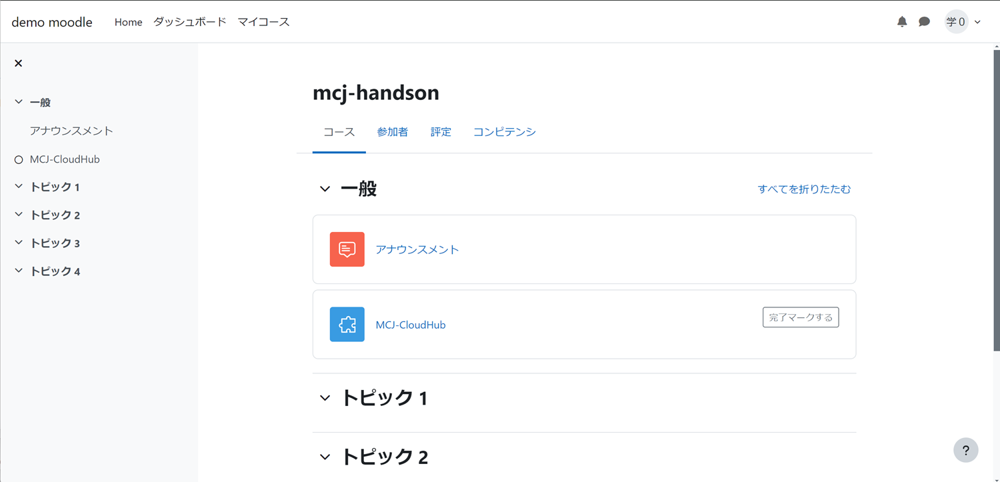 demo moodle Home ダッシュボード マイコース 学0
一般
アナウンスメント
MCJ-CloudHub
トピック 1
トピック 2
トピック 3
トピック 4
mcj-handson
コース 参加者 評定 コンピテンシ
一般 すべてを折りたたむ
アナウンスメント
MCJ-CloudHub 完了マークする
トピック 1
トピック 2
?